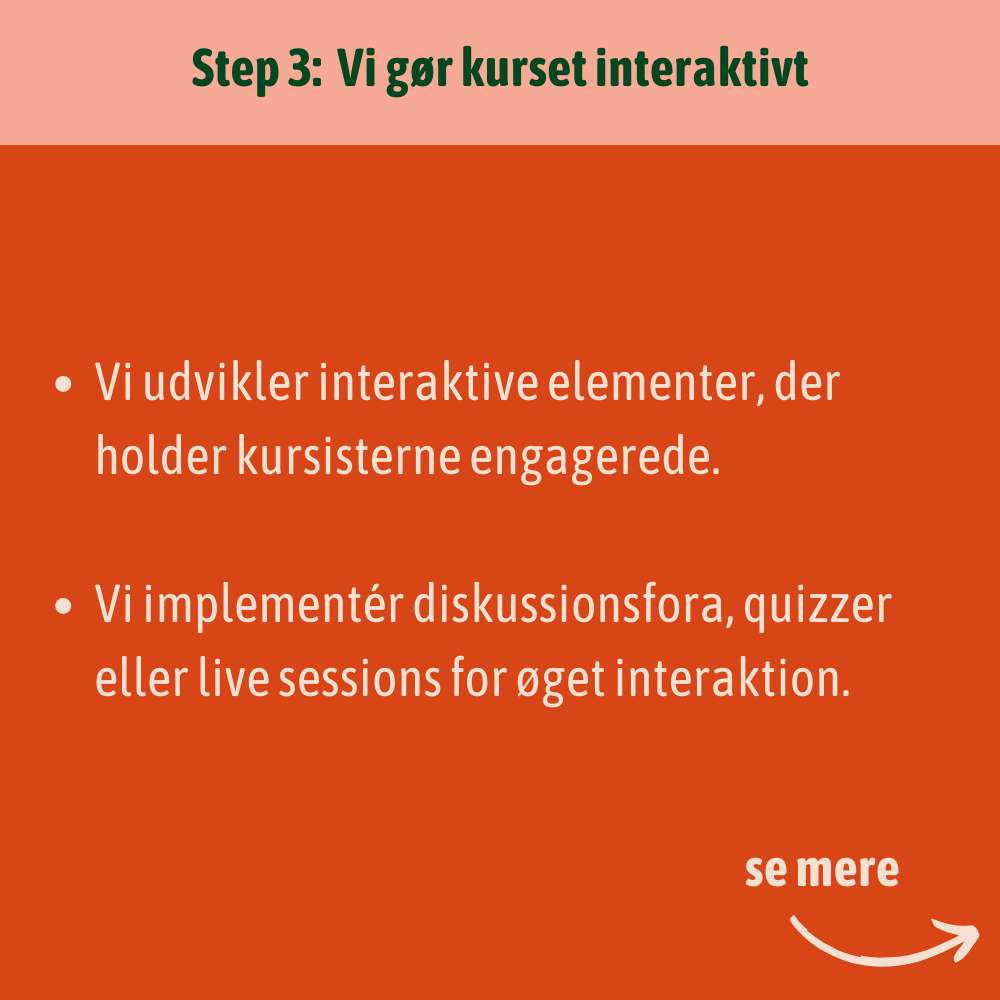 Step 3: Vi gør kurset interaktivt
• Vi udvikler interaktive elementer, der
holder kursisterne engagerede.
• Vi implementér diskussionsfora, quizzer
eller live sessions for øget interaktion.
se mere